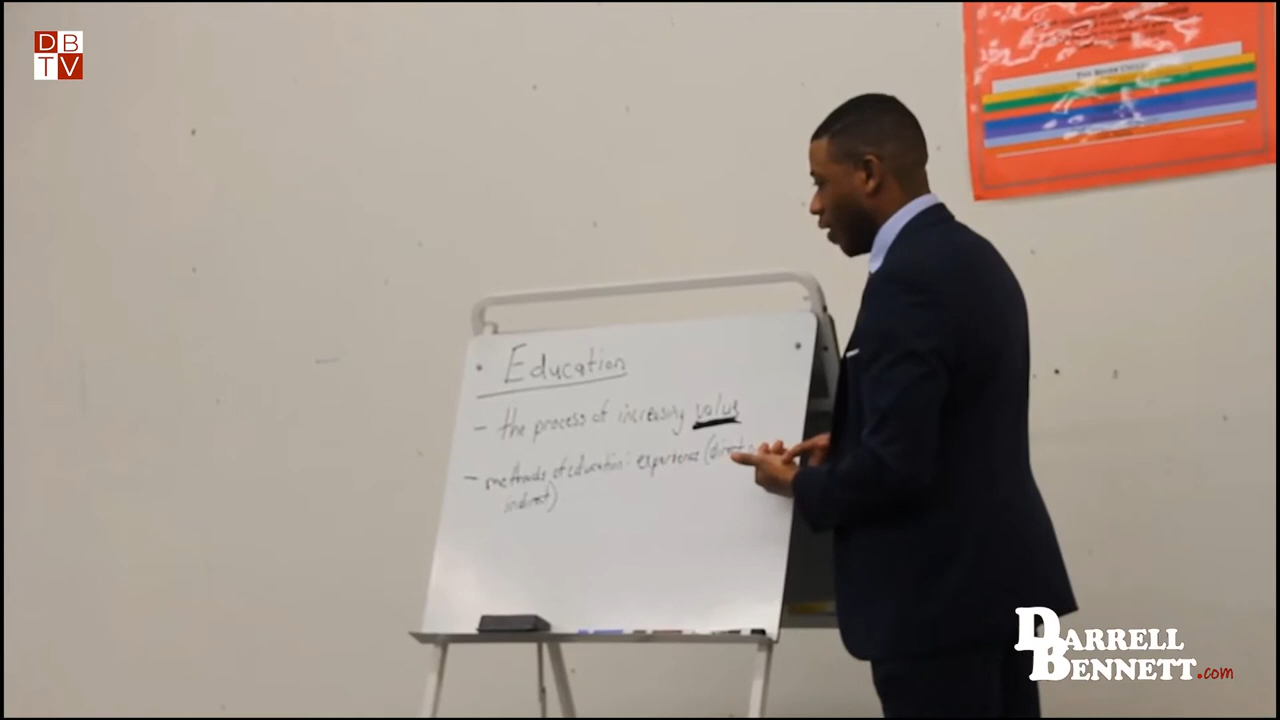 DB
TV
Education
- the process of increasing value
- methods of education: experience (direct
indirect)
DARRELL
BENNETT.com